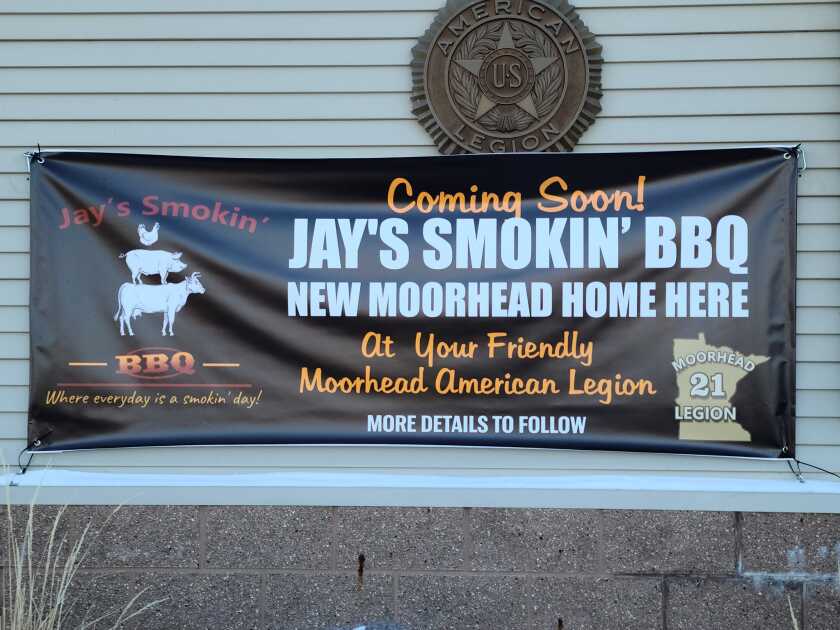 AMERICAN
U.S
LEGION
Jay's Smokin'
BBQ
Where everyday is a smokin' day!
Coming Soon!
JAY'S SMOKIN' BBQ
NEW MOORHEAD HOME HERE
At Your Friendly
Moorhead American Legion
MORE DETAILS TO FOLLOW
MOORHEAD
21
LEGION